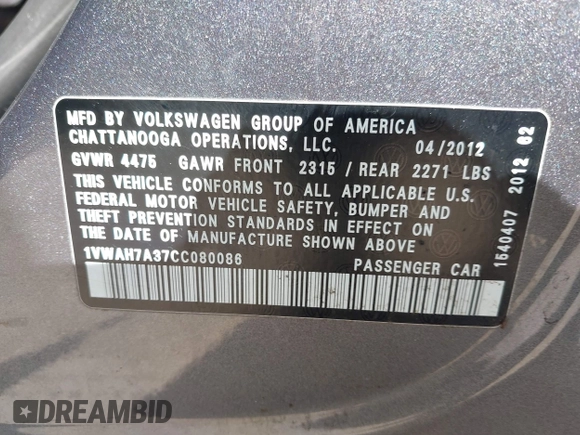 MFD BY VOLKSWAGEN GROUP OF AMERICA
CHATTANOOGA OPERATIONS, LLC. 04/2012
GVWR 4475 GAWR FRONT 2315 / REAR 2271 LBS
THIS VEHICLE CONFORMS TO ALL APPLICABLE U.S.
FEDERAL MOTOR VEHICLE SAFETY, BUMPER AND
THEFT PREVENTION STANDARDS IN EFFECT ON
THE DATE OF MANUFACTURE SHOWN ABOVE
1VWAH7A37CC080086 PASSENGER CAR
1540407 2012 02
DREAMBID